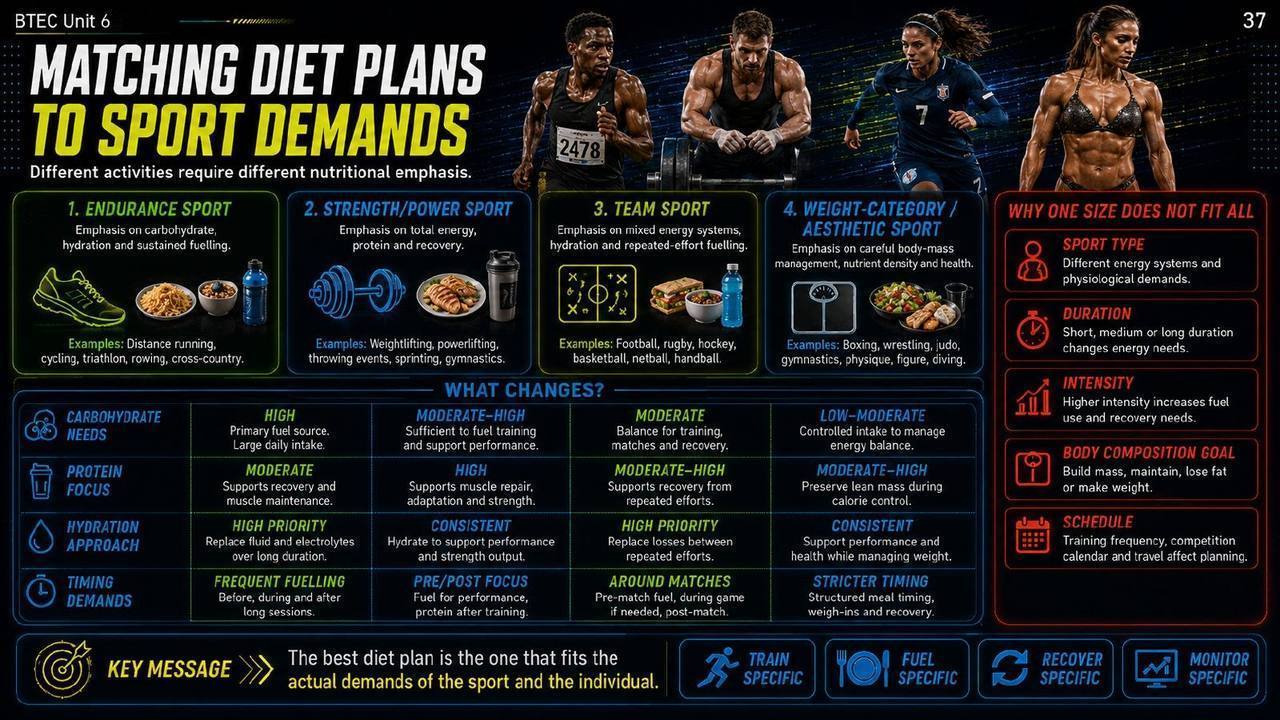 BTEC Unit 6
37
MATCHING DIET PLANS
TO SPORT DEMANDS
Different activities require different nutritional emphasis.
2478
7
7
1. ENDURANCE SPORT
Emphasis on carbohydrate,
hydration and sustained fuelling.
Examples: Distance running,
cycling, triathlon, rowing, cross-country.
2. STRENGTH/POWER SPORT
Emphasis on total energy,
protein and recovery.
Examples: Weightlifting, powerlifting,
throwing events, sprinting, gymnastics.
3. TEAM SPORT
Emphasis on mixed energy systems,
hydration and repeated-effort fuelling.
Examples: Football, rugby, hockey,
basketball, netball, handball.
4. WEIGHT-CATEGORY /
AESTHETIC SPORT
Emphasis on careful body-mass
management, nutrient density and health.
Examples: Boxing, wrestling, judo,
gymnastics, physique, figure, diving.
WHY ONE SIZE DOES NOT FIT ALL
SPORT TYPE
Different energy systems and
physiological demands.
DURATION
Short, medium or long duration
changes energy needs.
INTENSITY
Higher intensity increases fuel
use and recovery needs.
BODY COMPOSITION GOAL
Build mass, maintain, lose fat
or make weight.
SCHEDULE
Training frequency, competition
calendar and travel affect planning.
WHAT CHANGES?
CARBOHYDRATE
NEEDS
HIGH
Primary fuel source.
Large daily intake.
MODERATE–HIGH
Sufficient to fuel training
and support performance.
MODERATE
Balance for training,
matches and recovery.
LOW–MODERATE
Controlled intake to manage
energy balance.
PROTEIN
FOCUS
MODERATE
Supports recovery and
muscle maintenance.
HIGH
Supports muscle repair,
adaptation and strength.
MODERATE–HIGH
Supports recovery from
repeated efforts.
MODERATE–HIGH
Preserve lean mass during
calorie control.
HYDRATION
APPROACH
HIGH PRIORITY
Replace fluid and electrolytes
over long duration.
CONSISTENT
Hydrate to support performance
and strength output.
HIGH PRIORITY
Replace losses between
repeated efforts.
CONSISTENT
Support performance and
health while managing weight.
TIMING
DEMANDS
FREQUENT FUELLING
Before, during and after
long sessions.
PRE/POST FOCUS
Fuel for performance,
protein after training.
AROUND MATCHES
Pre-match fuel, during game
if needed, post-match.
STRICTER TIMING
Structured meal timing,
weigh-ins and recovery.
KEY MESSAGE
The best diet plan is the one that fits the
actual demands of the sport and the individual.
TRAIN
SPECIFIC
FUEL
SPECIFIC
RECOVER
SPECIFIC
MONITOR
SPECIFIC